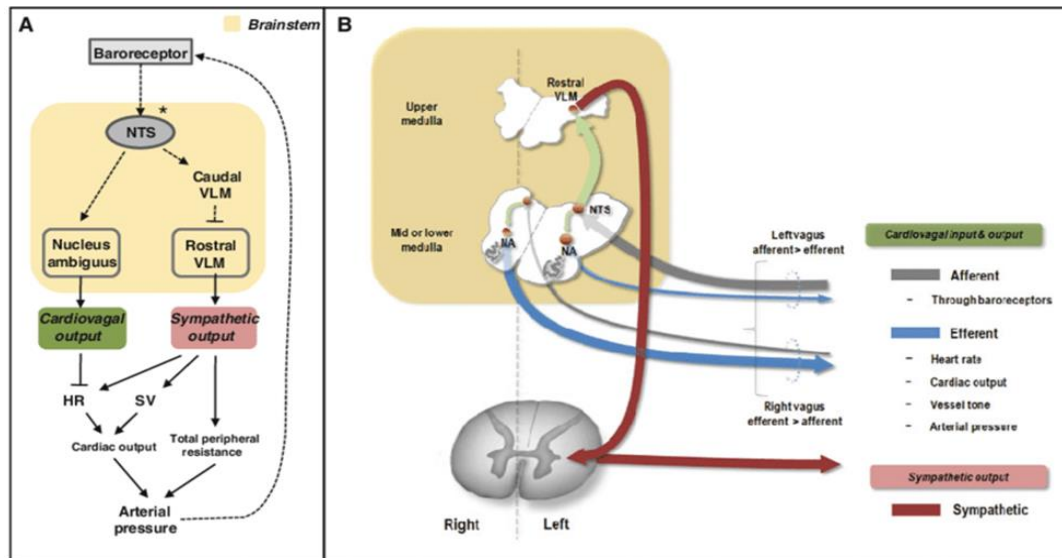 A
Brainstem
Baroreceptor
*
NTS
Caudal
VLM
Nucleus
ambiguus
Rostral
VLM
Cardiovagal
output
Sympathetic
output
HR
SV
Cardiac output
Total peripheral
resistance
Arterial
pressure
B
Rostral
VLM
Upper
medulla
Mid or lower
medulla
NTS
NA
NA
Left vagus
afferent> efferent
Right vagus
efferent > afferent
Right
Left
Cardiovagal input & output
Afferent
– Through baroreceptors
Efferent
– Heart rate
– Cardiac output
– Vessel tone
– Arterial pressure
Sympathetic output
Sympathetic